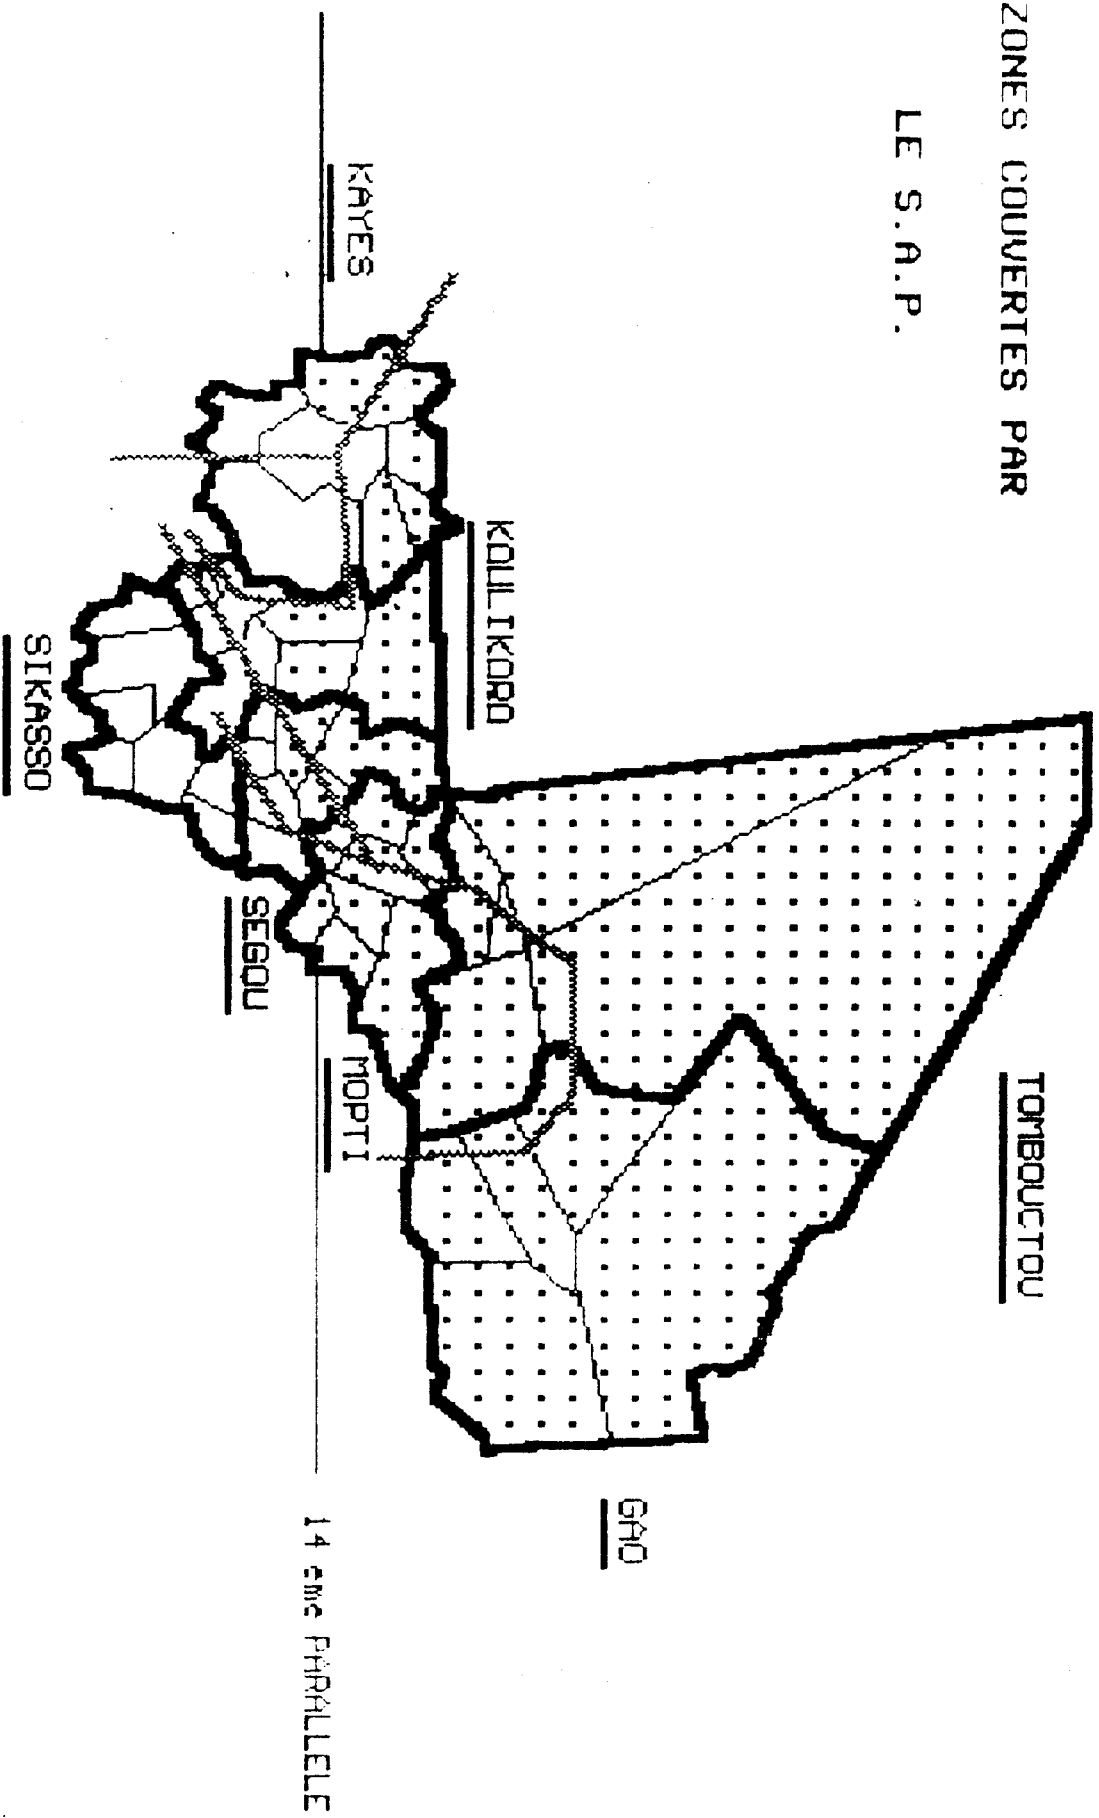 ZONES COUVERTES PAR
LE S.A.P.
TOMBOUCTOU
KOULIKORO
KAYES
GAO
MOPTI
SEGOU
SIKASSO
14 eme PARALLELE